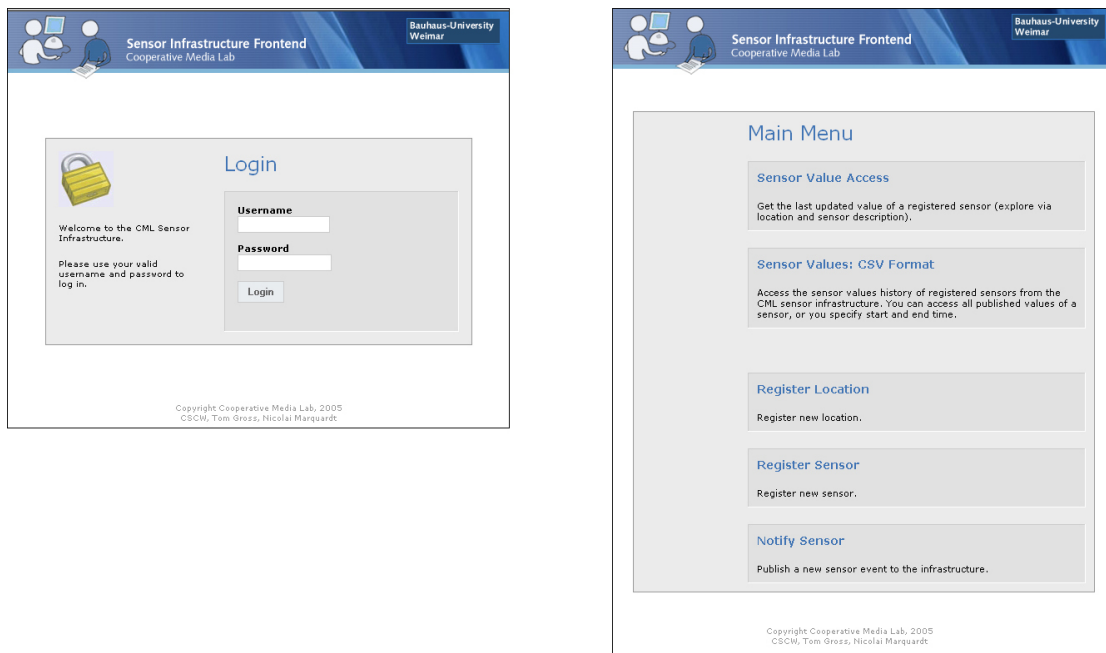 Sensor Infrastructure Frontend
Cooperative Media Lab
Bauhaus-University
Weimar
Login
Welcome to the CML Sensor
Infrastructure.
Please use your valid
username and password to
log in.
Username
Password
Login
Copyright Cooperative Media Lab, 2005
CSCW, Tom Gross, Nicolai Marquardt
Sensor Infrastructure Frontend
Cooperative Media Lab
Bauhaus-University
Weimar
Main Menu
Sensor Value Access
Get the last updated value of a registered sensor (explore via
location and sensor description).
Sensor Values: CSV Format
Access the sensor values history of registered sensors from the
CML sensor infrastructure. You can access all published values of a
sensor, or you specify start and end time.
Register Location
Register new location.
Register Sensor
Register new sensor.
Notify Sensor
Publish a new sensor event to the infrastructure.
Copyright Cooperative Media Lab, 2005
CSCW, Tom Gross, Nicolai Marquardt